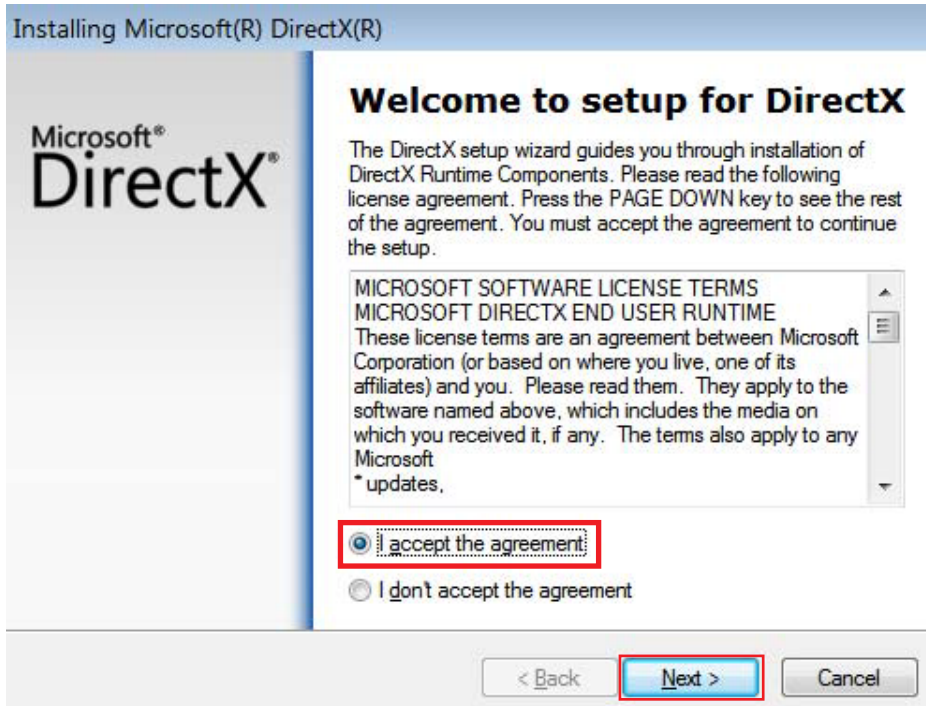 Installing Microsoft(R) DirectX(R)
Microsoft®
DirectX®
Welcome to setup for DirectX
The DirectX setup wizard guides you through installation of
DirectX Runtime Components. Please read the following
license agreement. Press the PAGE DOWN key to see the rest
of the agreement. You must accept the agreement to continue
the setup.
MICROSOFT SOFTWARE LICENSE TERMS
MICROSOFT DIRECTX END USER RUNTIME
These license terms are an agreement between Microsoft
Corporation (or based on where you live, one of its
affiliates) and you.  Please read them.  They apply to the
software named above, which includes the media on
which you received it, if any.  The terms also apply to any
Microsoft
* updates,
I accept the agreement
I don't accept the agreement
< Back
Next >
Cancel